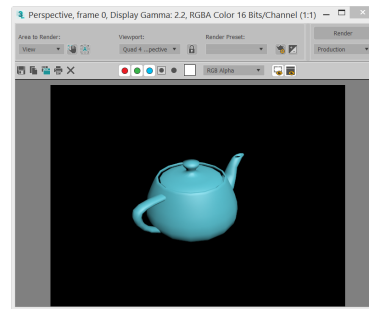 Perspective, frame 0, Display Gamma: 2.2, RGBA Color 16 Bits/Channel (1:1)
Area to Render:
Viewport:
Render Preset:
Render
View
Quad 4 ...pective
Production
RGB Alpha